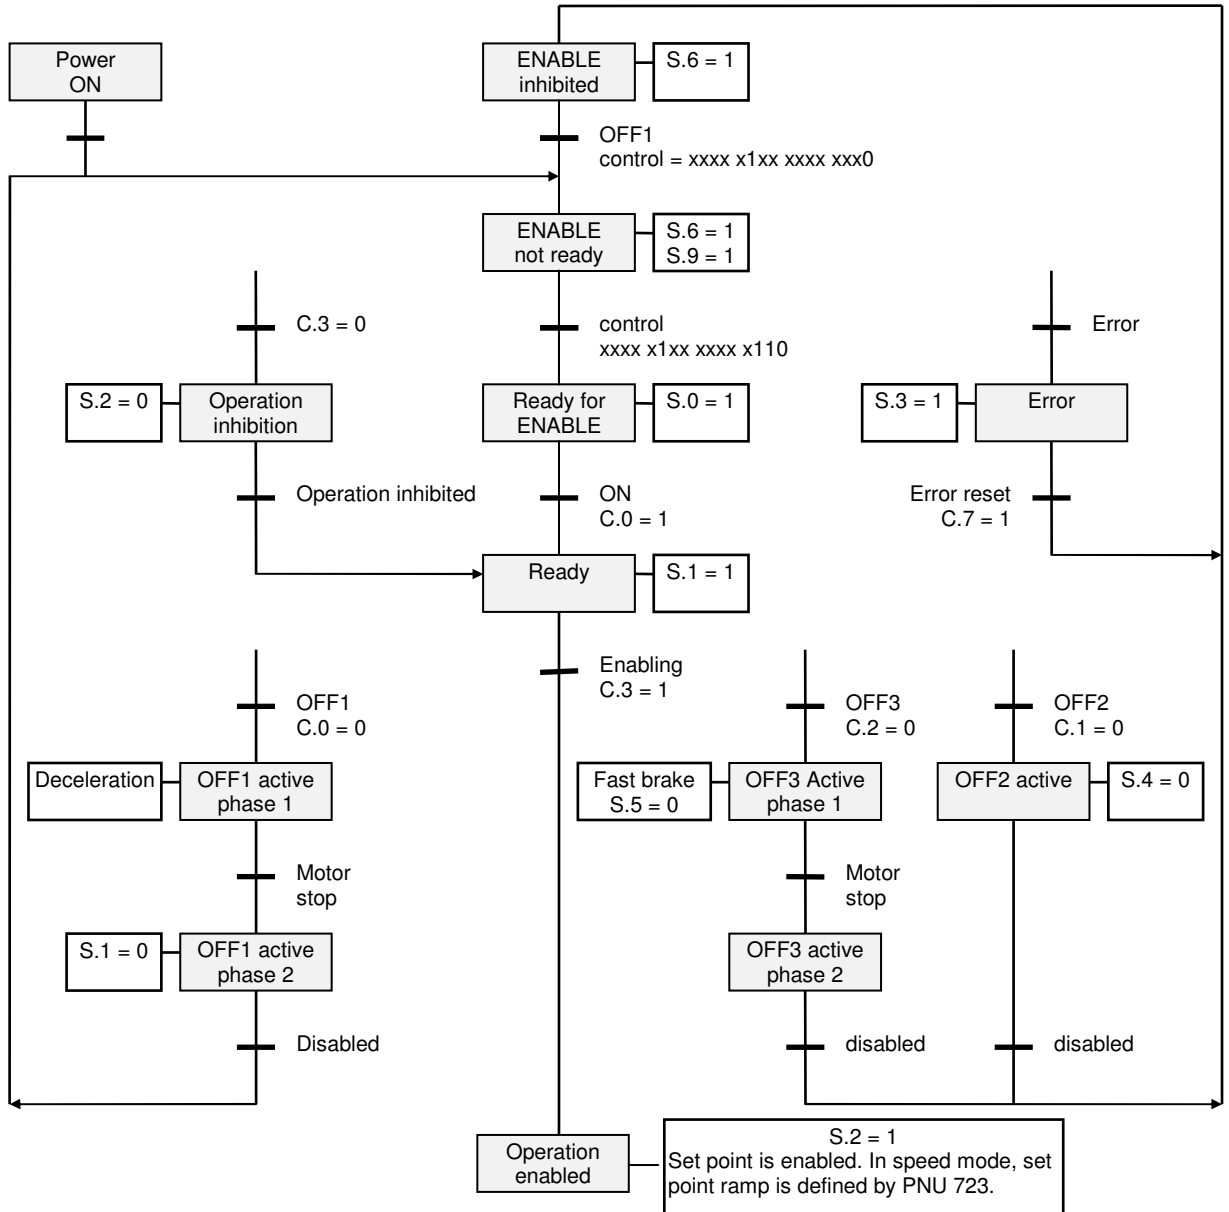 Power
ON
ENABLE
inhibited
S.6 = 1
OFF1
control = xxxx x1xx xxxx xxx0
ENABLE
not ready
S.6 = 1
S.9 = 1
C.3 = 0
control
xxxx x1xx xxxx x110
Error
S.2 = 0
Operation
inhibition
Ready for
ENABLE
S.0 = 1
S.3 = 1
Error
Operation inhibited
ON
C.0 = 1
Error reset
C.7 = 1
Ready
S.1 = 1
Enabling
C.3 = 1
OFF1
C.0 = 0
OFF3
C.2 = 0
OFF2
C.1 = 0
Deceleration
OFF1 active
phase 1
Fast brake
S.5 = 0
OFF3 Active
phase 1
OFF2 active
S.4 = 0
Motor
stop
Motor
stop
S.1 = 0
OFF1 active
phase 2
OFF3 active
phase 2
Disabled
disabled
disabled
Operation
enabled
S.2 = 1
Set point is enabled. In speed mode, set
point ramp is defined by PNU 723.